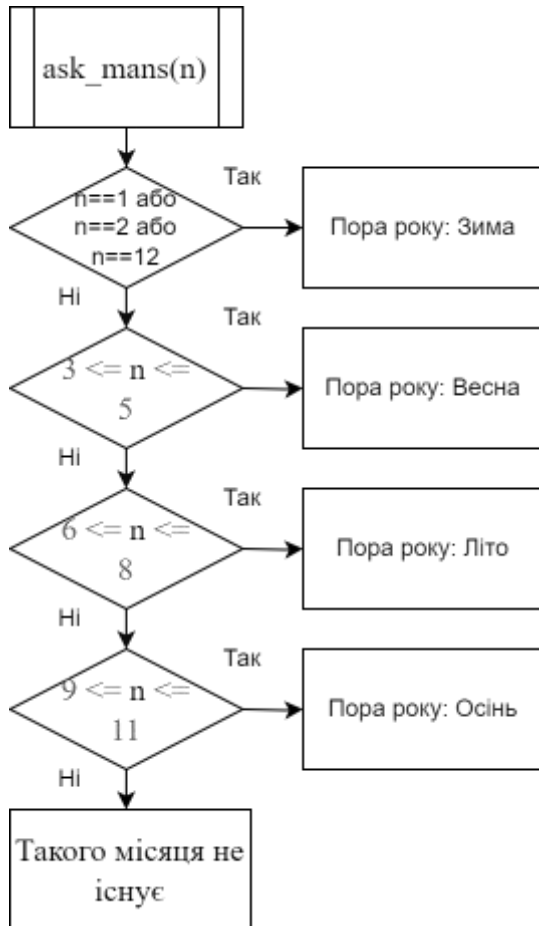 ask_mans(n)
Так
n==1 або
n==2 або
n==12
Пора року: Зима
Ні
Так
3 <= n <=
5
Пора року: Весна
Ні
Так
6 <= n <=
8
Пора року: Літо
Ні
Так
9 <= n <=
11
Пора року: Осінь
Ні
Такого місяця не
існує